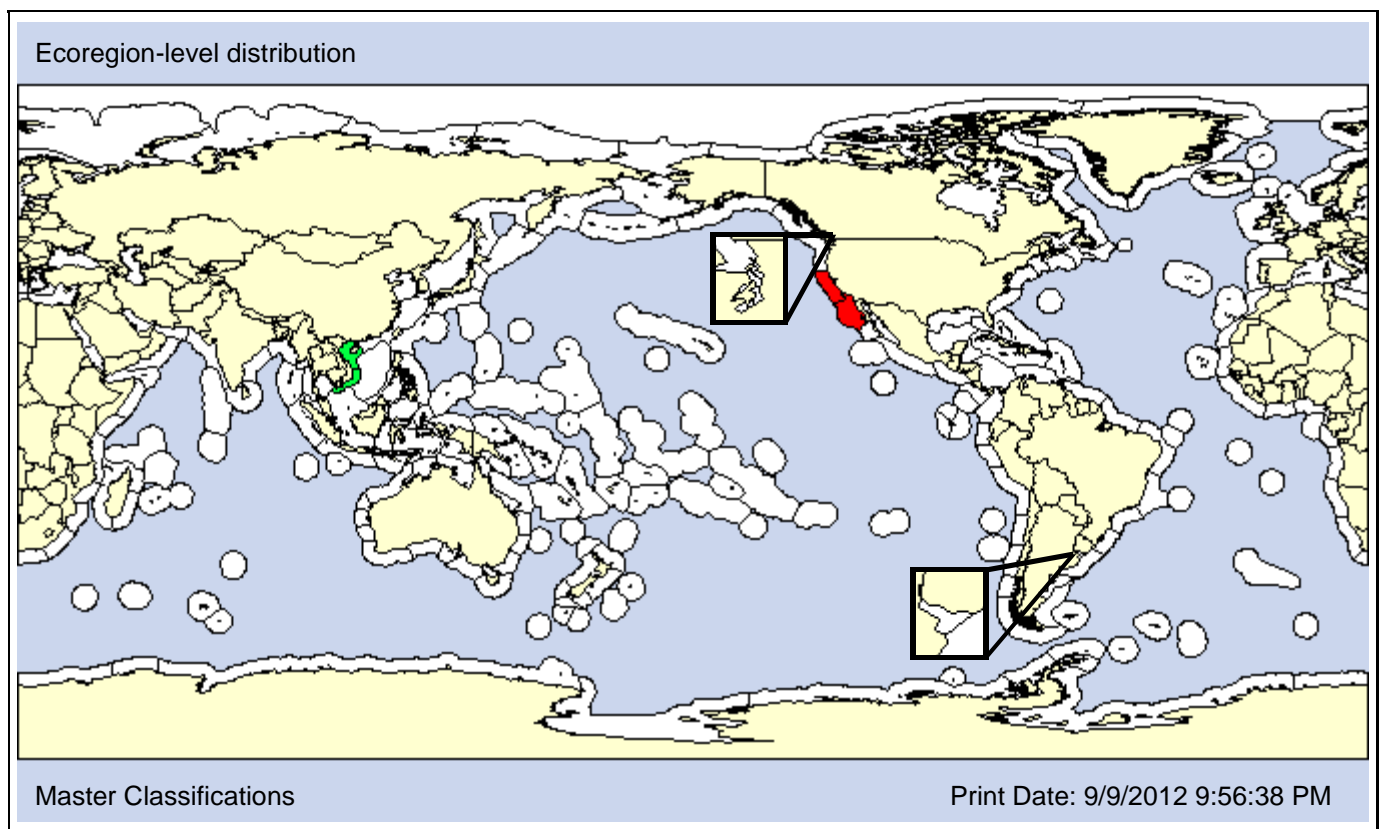 Ecoregion-level distribution
Master Classifications
Print Date: 9/9/2012 9:56:38 PM